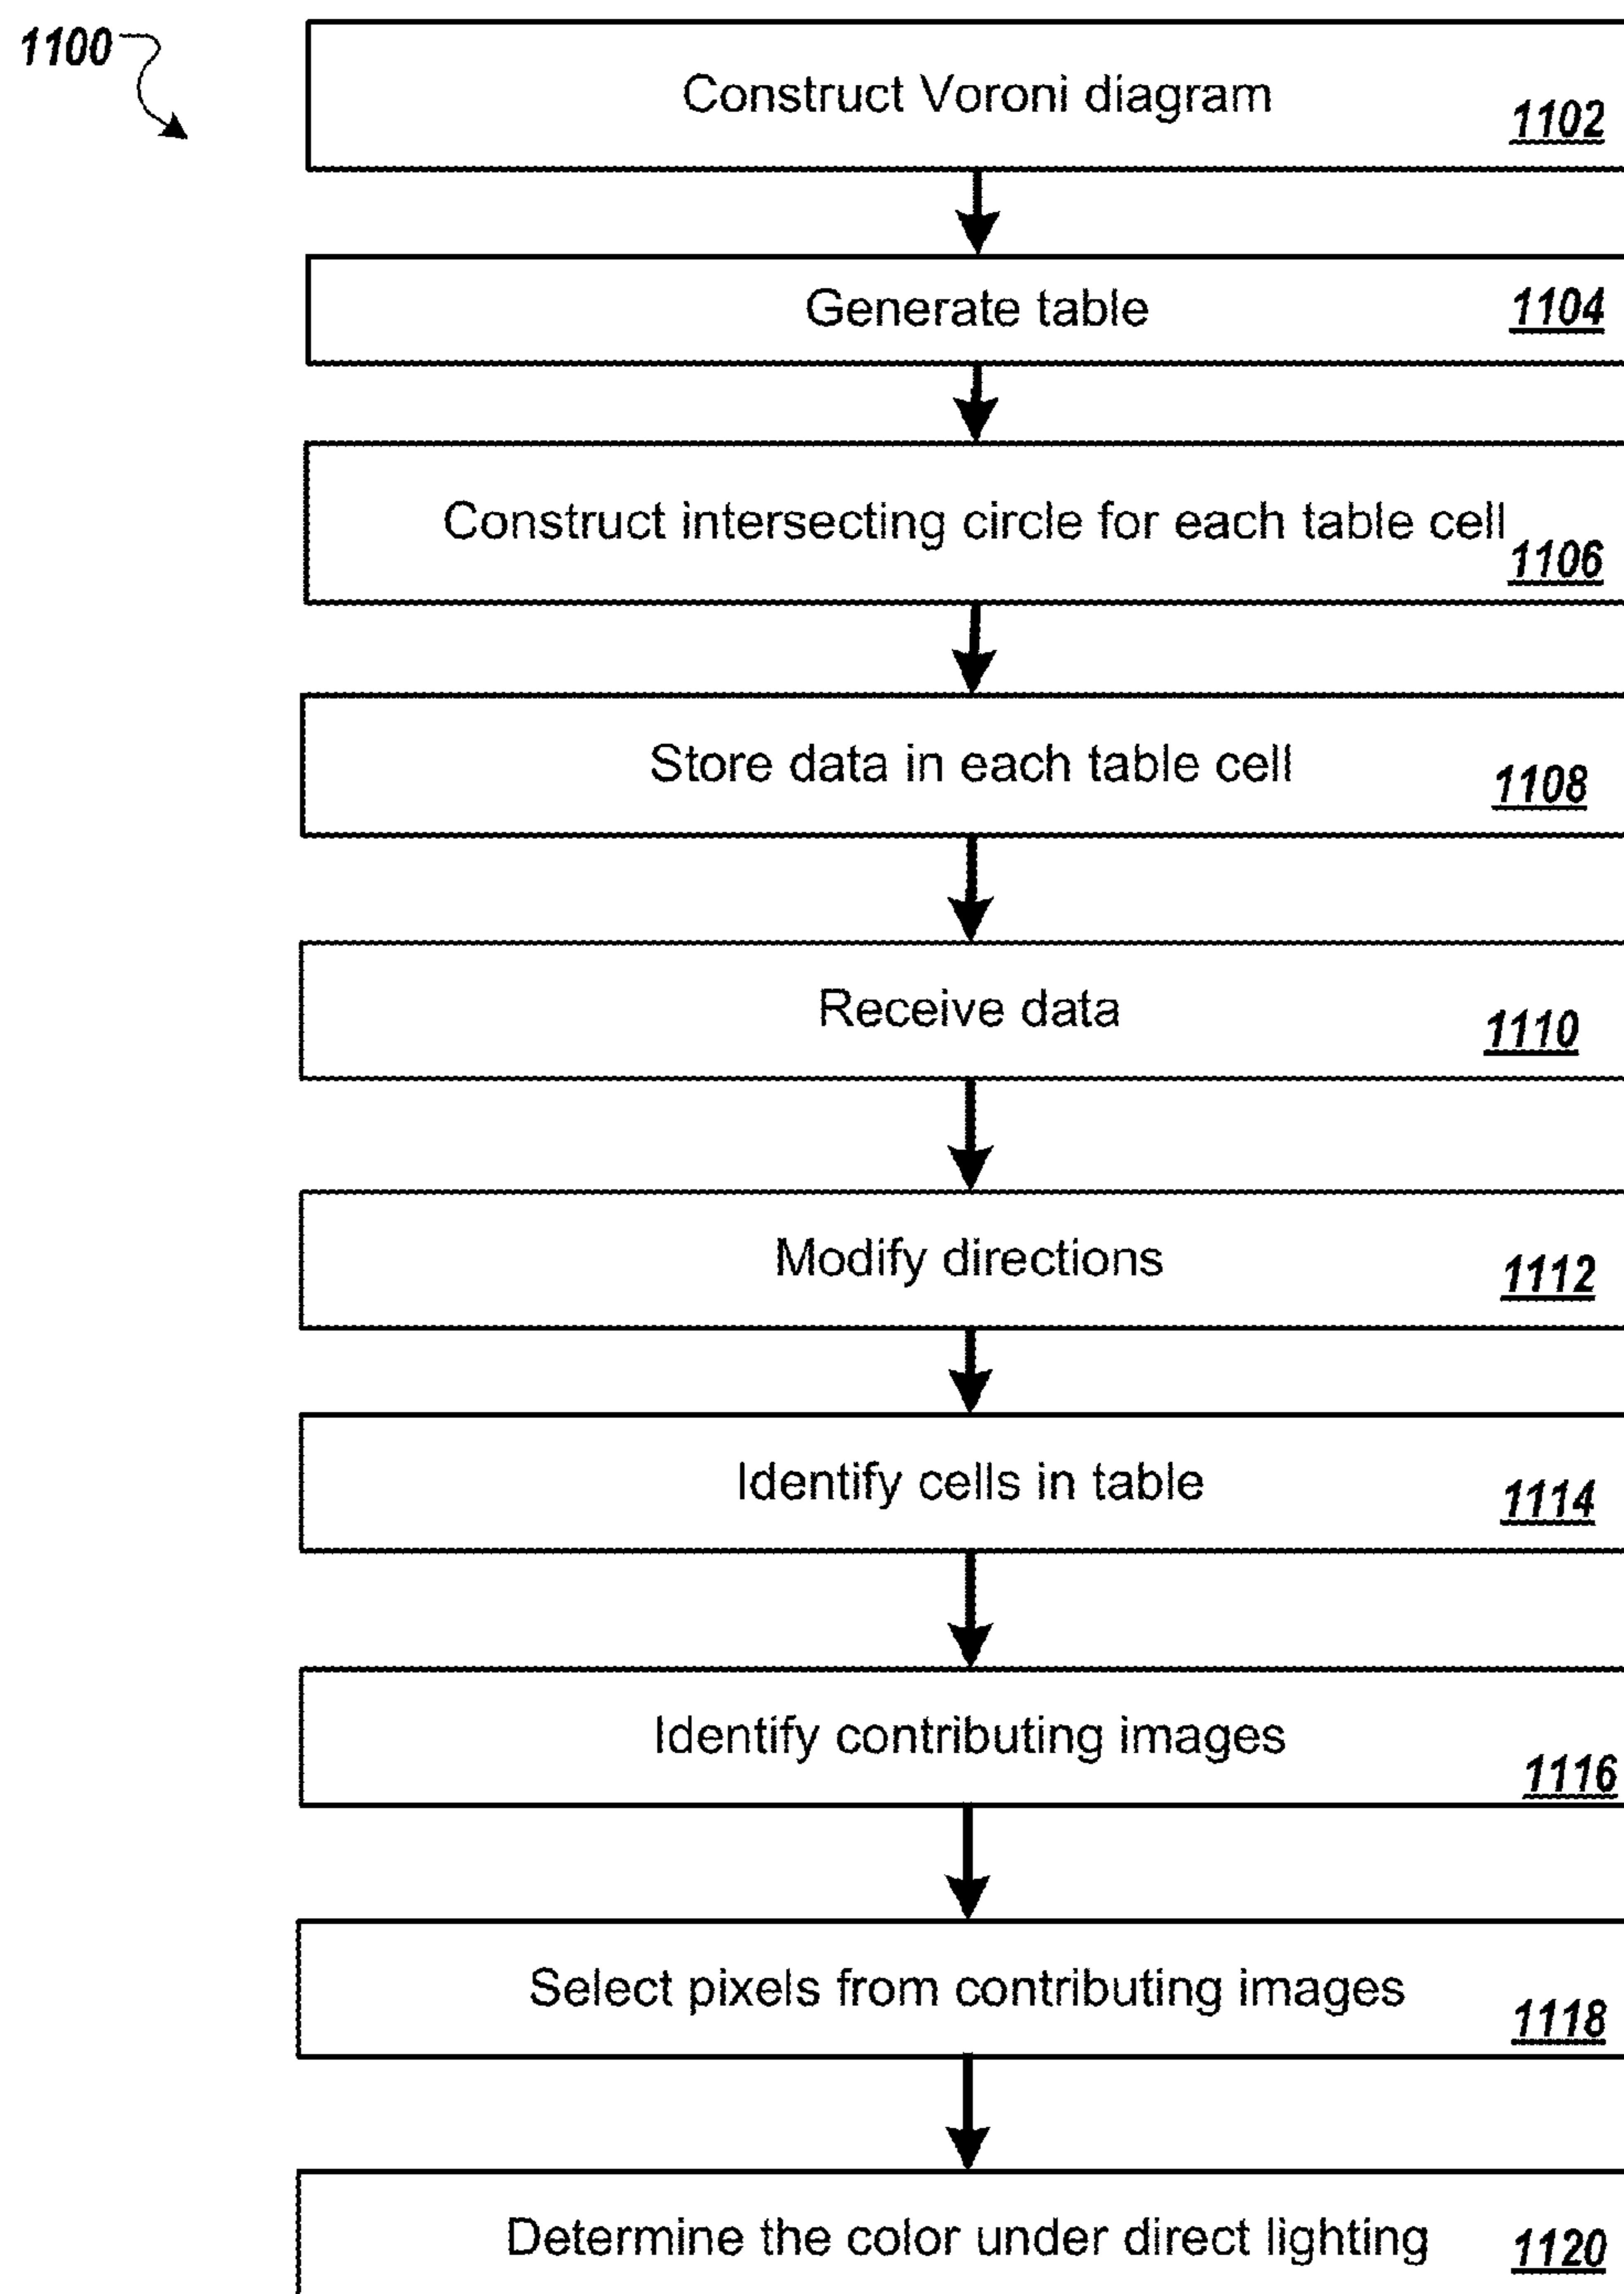 1100
Construct Voroni diagram
1102
Generate table
1104
Construct intersecting circle for each table cell
1106
Store data in each table cell
1108
Receive data
1110
Modify directions
1112
Identify cells in table
1114
Identify contributing images
1116
Select pixels from contributing images
1118
Determine the color under direct lighting
1120